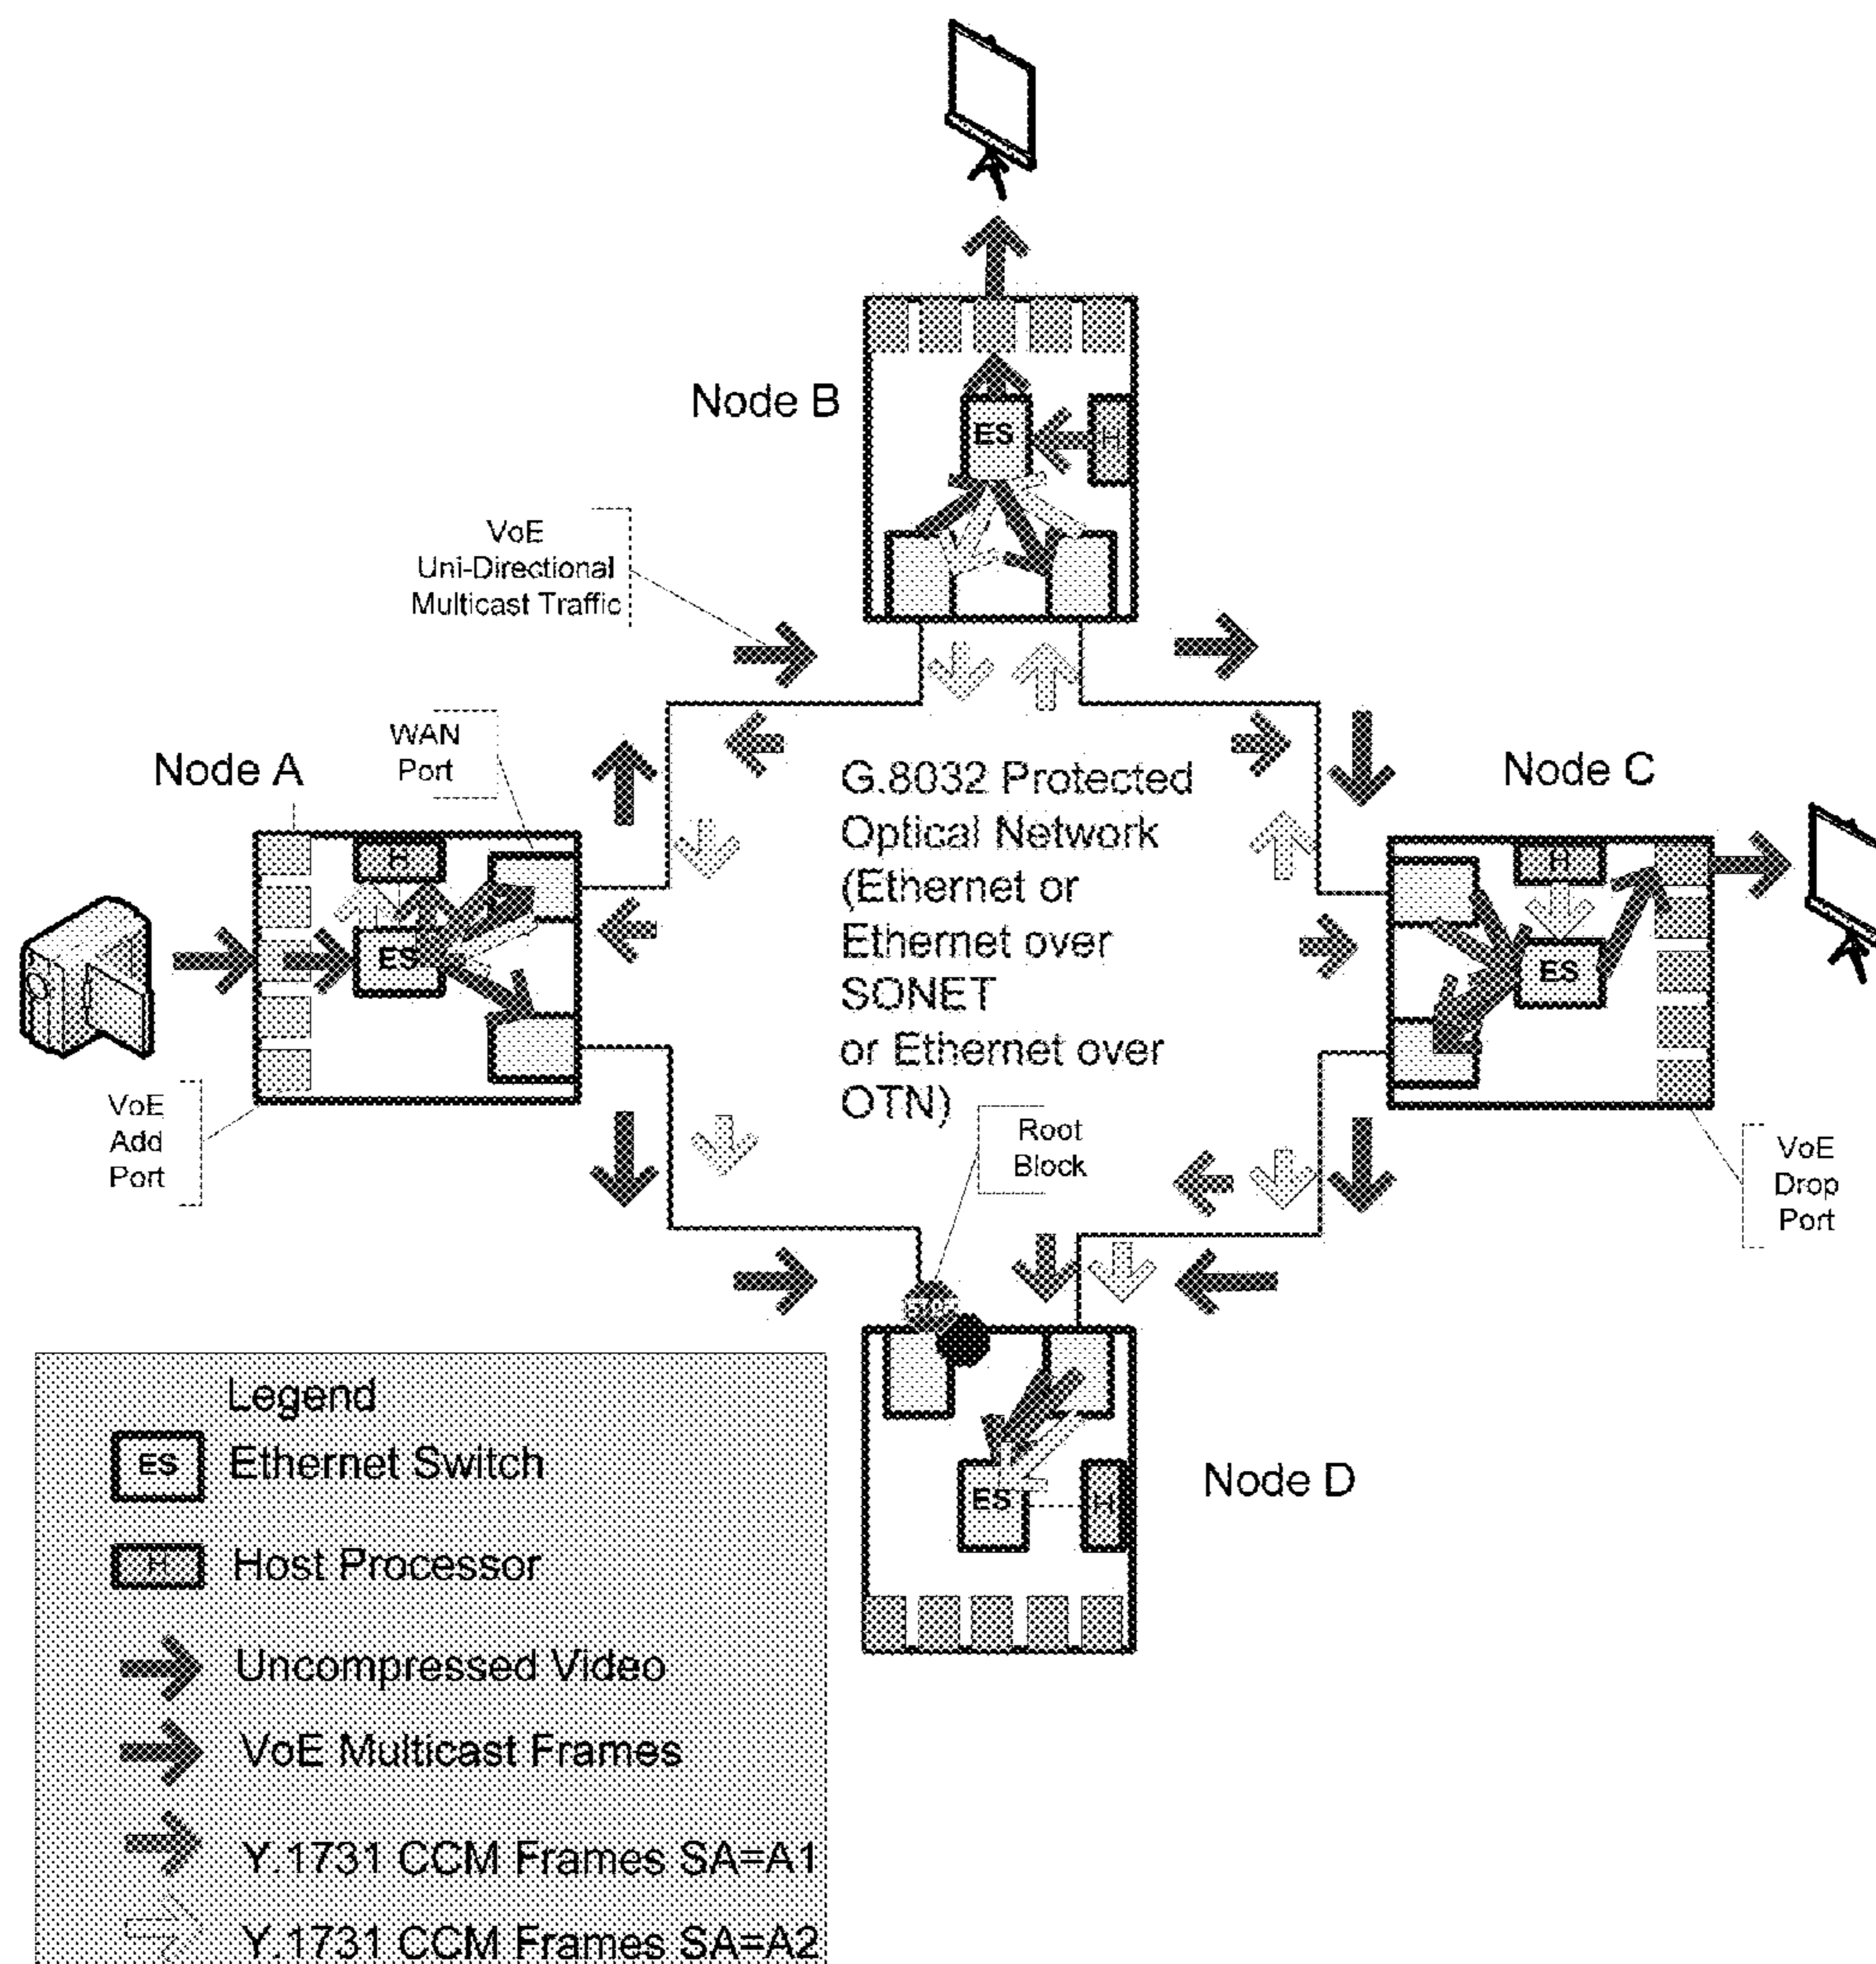 Node B
ES
H
VoE
Uni-Directional
Multicast Traffic
WAN
Port
Node A
H
ES
VoE
Add
Port
G.8032 Protected
Optical Network
(Ethernet or
Ethernet over
SONET
or Ethernet over
OTN)
Node C
H
ES
VoE
Drop
Port
Root
Block
STOP
Node D
ES
H
Legend
ES Ethernet Switch
H Host Processor
Uncompressed Video
VoE Multicast Frames
Y.1731 CCM Frames SA=A1
Y.1731 CCM Frames SA=A2